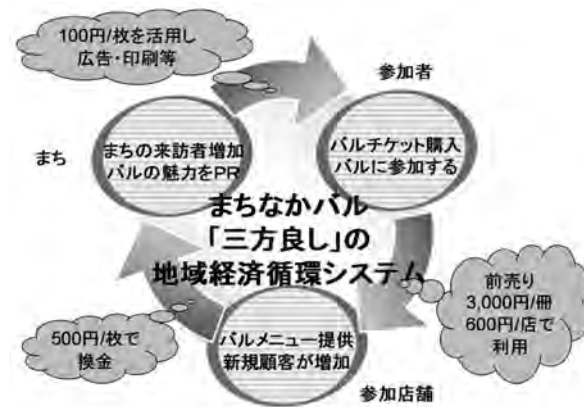 100円/枚を活用し
広告・印刷等
参加者
まち
まちの来訪者増加
バルの魅力をPR
バルチケット購入
バルに参加する
まちなかバル
「三方良し」の
地域経済循環システム
前売り
3,000円/冊
600円/店で
利用
500円/枚で
換金
バルメニュー提供
新規顧客が増加
参加店舗